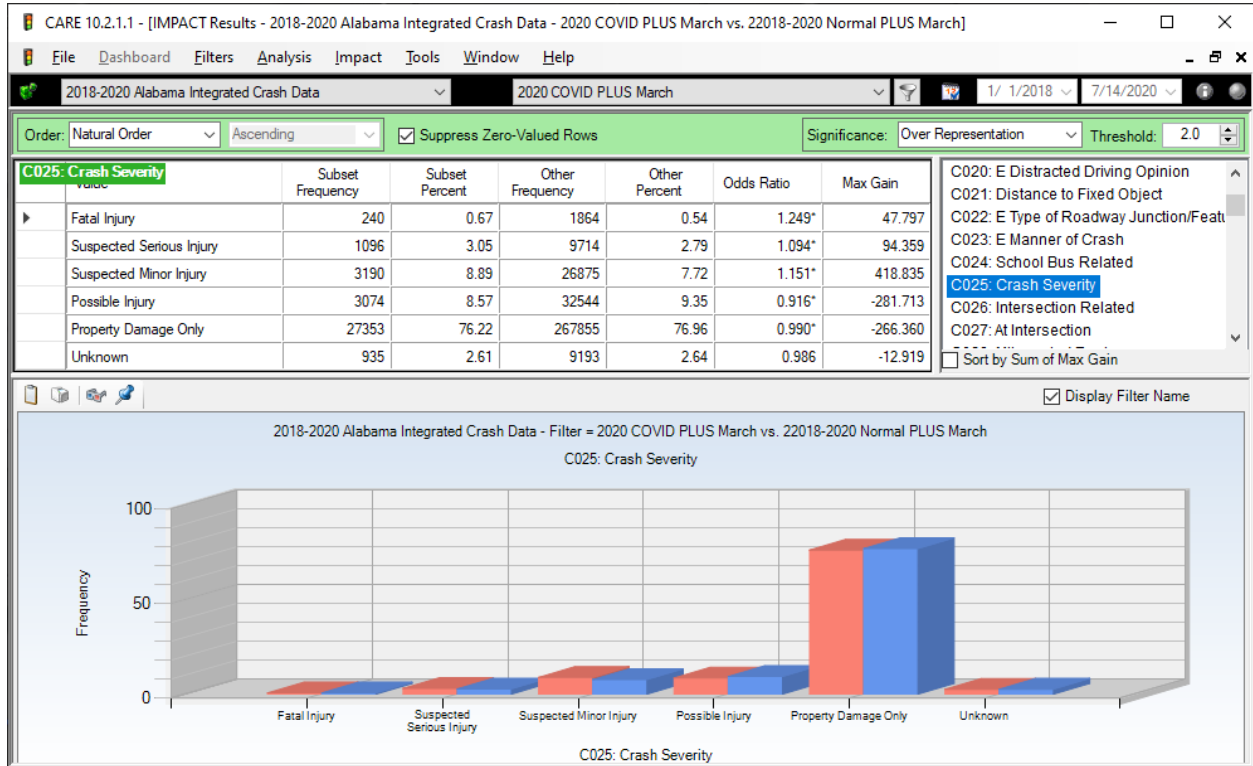 CARE 10.2.1.1 - [IMPACT Results - 2018-2020 Alabama Integrated Crash Data - 2020 COVID PLUS March vs. 22018-2020 Normal PLUS March]
File Dashboard Filters Analysis Impact Tools Window Help
2018-2020 Alabama Integrated Crash Data 2020 COVID PLUS March 1/ 1/2018 7/14/2020
Order: Natural Order Ascending Suppress Zero-Valued Rows Significance: Over Representation Threshold: 2.0
C025: Crash Severity Subset Frequency Subset Percent Other Frequency Other Percent Odds Ratio Max Gain
Fatal Injury 240 0.67 1864 0.54 1.249* 47.797
Suspected Serious Injury 1096 3.05 9714 2.79 1.094* 94.359
Suspected Minor Injury 3190 8.89 26875 7.72 1.151* 418.835
Possible Injury 3074 8.57 32544 9.35 0.916* -281.713
Property Damage Only 27353 76.22 267855 76.96 0.990* -266.360
Unknown 935 2.61 9193 2.64 0.986 -12.919
C020: E Distracted Driving Opinion
C021: Distance to Fixed Object
C022: E Type of Roadway Junction/Featu
C023: E Manner of Crash
C024: School Bus Related
C025: Crash Severity
C026: Intersection Related
C027: At Intersection
Sort by Sum of Max Gain
Display Filter Name
2018-2020 Alabama Integrated Crash Data - Filter = 2020 COVID PLUS March vs. 22018-2020 Normal PLUS March
C025: Crash Severity
Frequency
100
50
0
Fatal Injury
Suspected
Serious Injury
Suspected Minor Injury
Possible Injury
Property Damage Only
Unknown
C025: Crash Severity